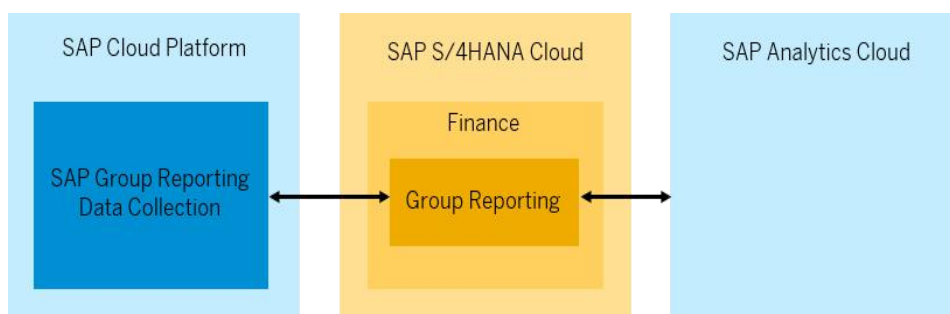 SAP Cloud Platform
SAP Group Reporting
Data Collection
SAP S/4HANA Cloud
Finance
Group Reporting
SAP Analytics Cloud